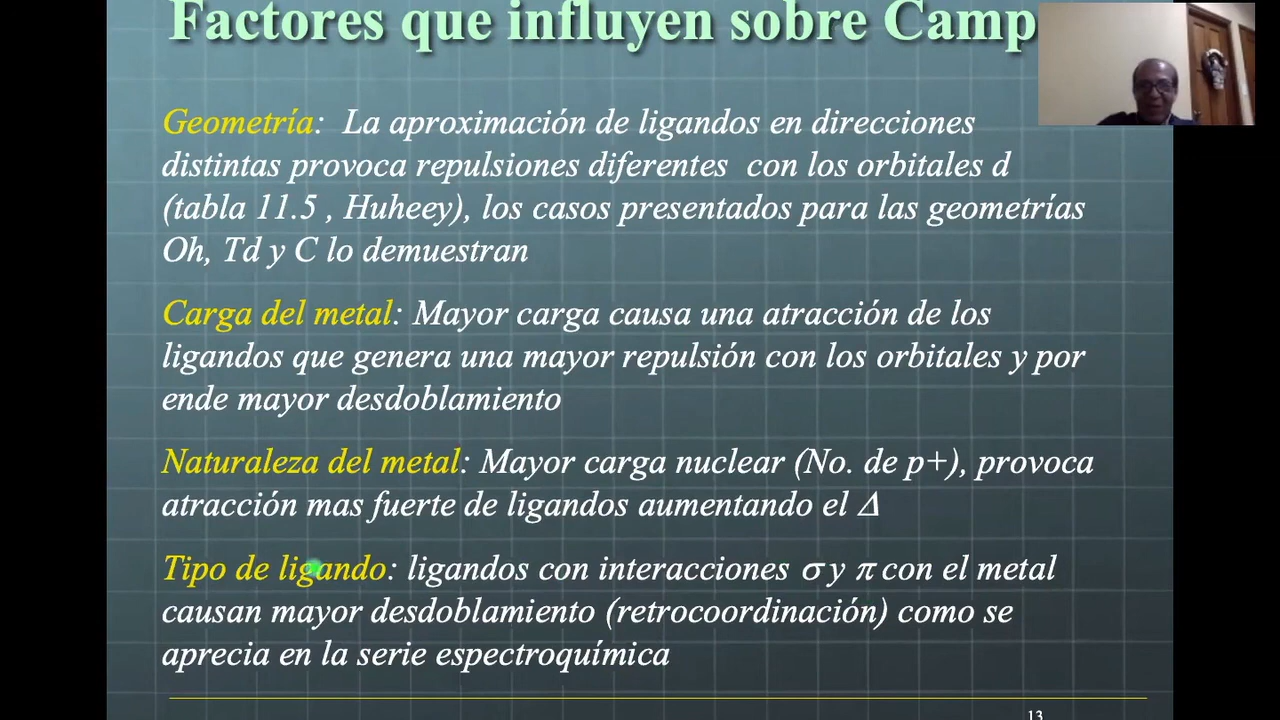 Factores que influyen sobre Camp
Geometría: La aproximación de ligandos en direcciones
distintas provoca repulsiones diferentes con los orbitales d
(tabla 11.5 , Huheey), los casos presentados para las geometrías
Oh, Td y C lo demuestran
Carga del metal: Mayor carga causa una atracción de los
ligandos que genera una mayor repulsión con los orbitales y por
ende mayor desdoblamiento
Naturaleza del metal: Mayor carga nuclear (No. de p+), provoca
atracción mas fuerte de ligandos aumentando el Δ
Tipo de ligando: ligandos con interacciones σ y π con el metal
causan mayor desdoblamiento (retrocoordinación) como se
aprecia en la serie espectroquímica
13